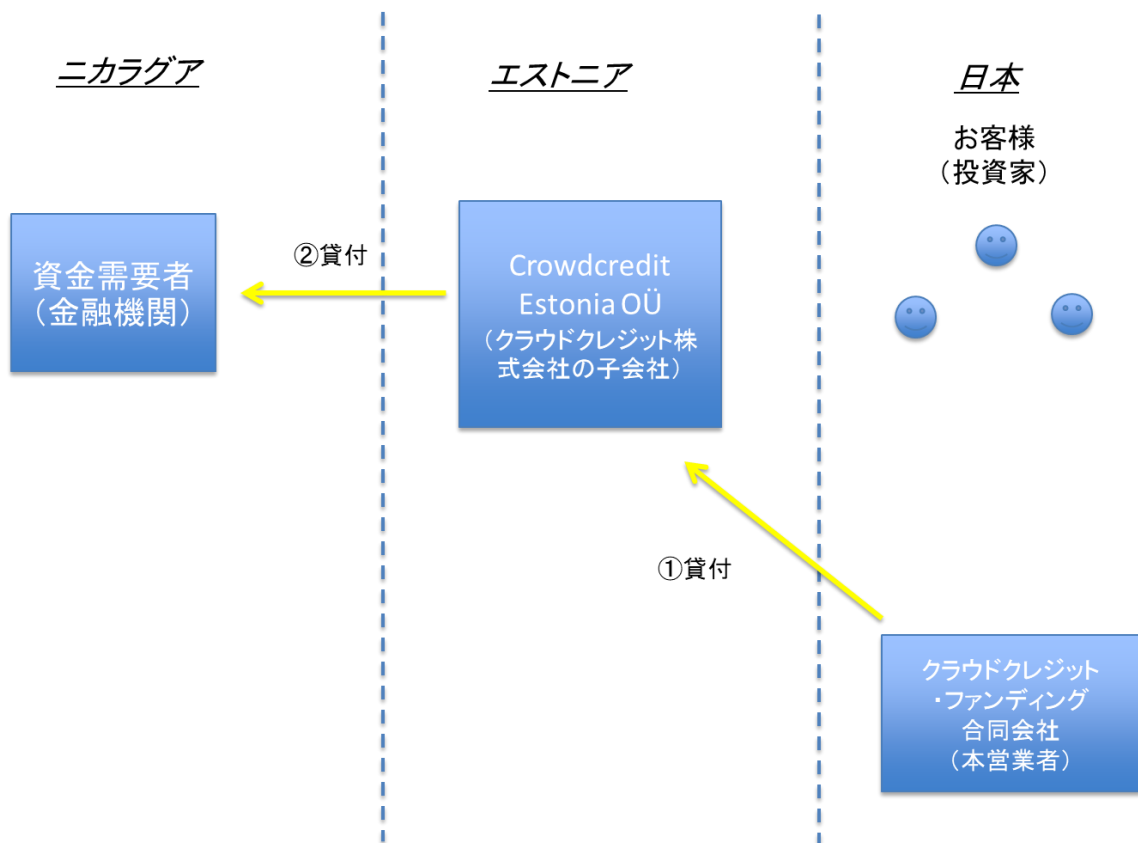 ニカラグア
エストニア
日本
お客様
（投資家）
資金需要者
（金融機関）
②貸付
Crowdcredit
Estonia OÜ
（クラウドクレジット株
式会社の子会社）
①貸付
クラウドクレジット
・ファンディング
合同会社
（本営業者）